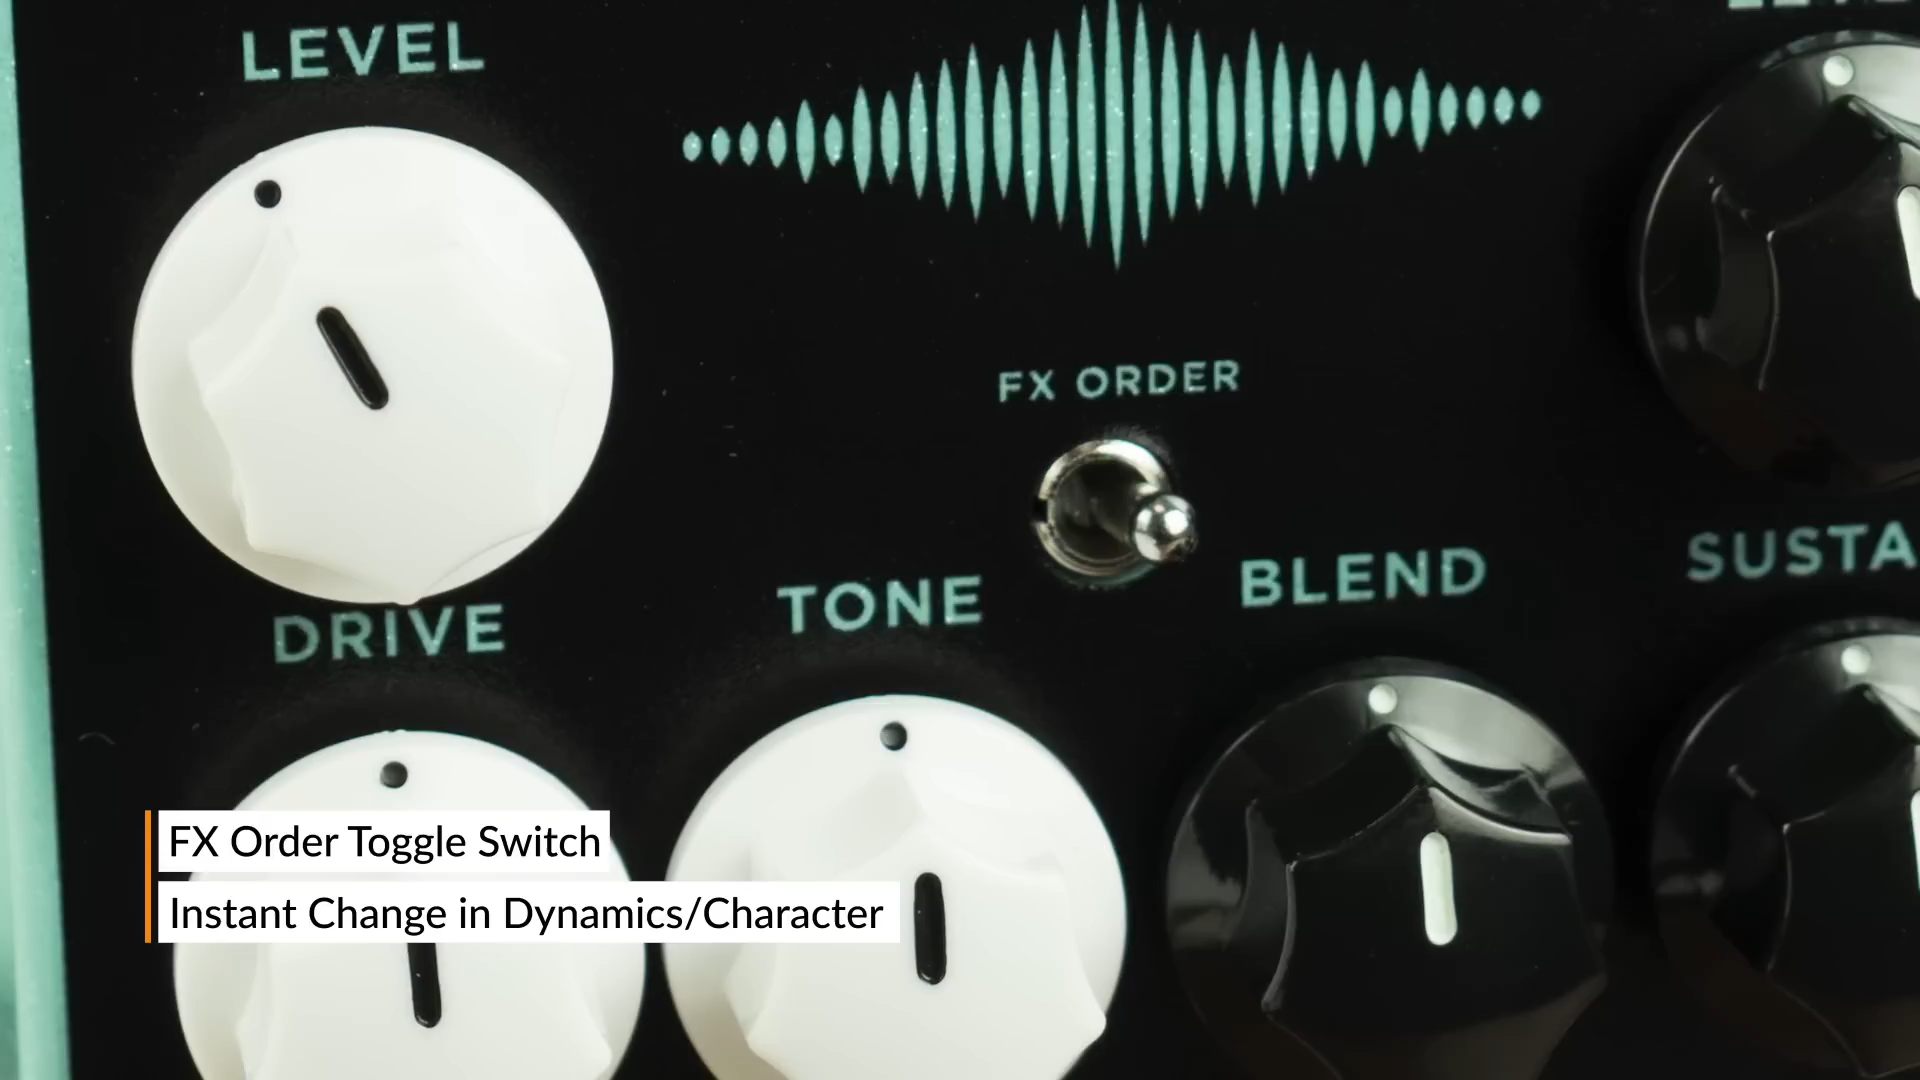 LEVEL
FX ORDER
DRIVE
TONE
BLEND
FX Order Toggle Switch
Instant Change in Dynamics/Character